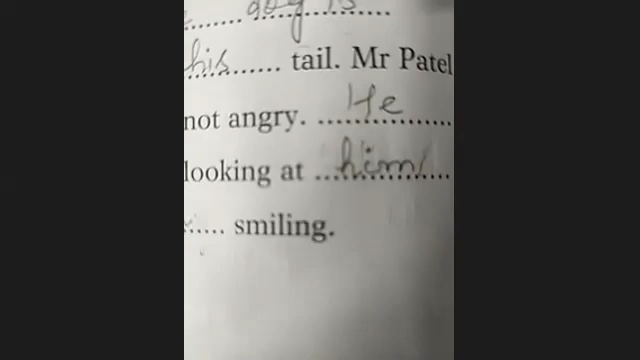 dog is
his tail. Mr Patel
not angry. He
looking at him
smiling.